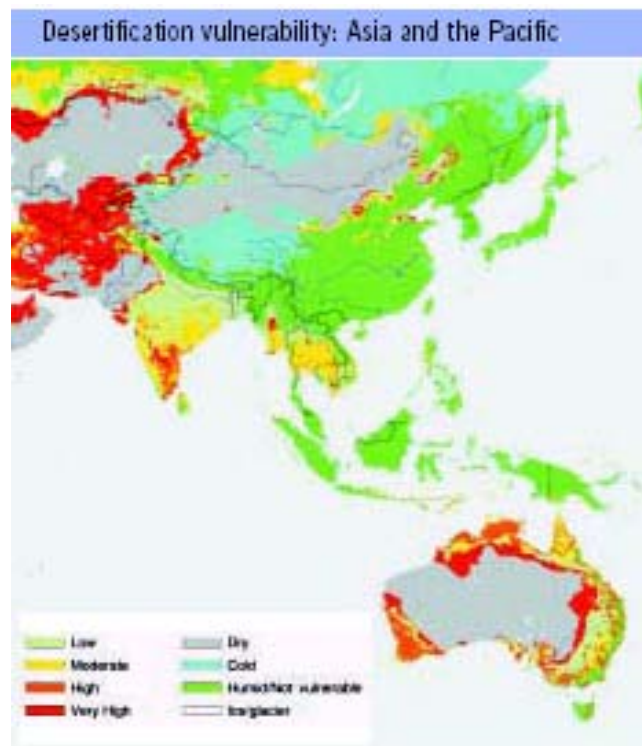 Desertification vulnerability: Asia and the Pacific
Low
Moderate
High
Very High
Dry
Cold
Humid/Not vulnerable
Ice/glacier